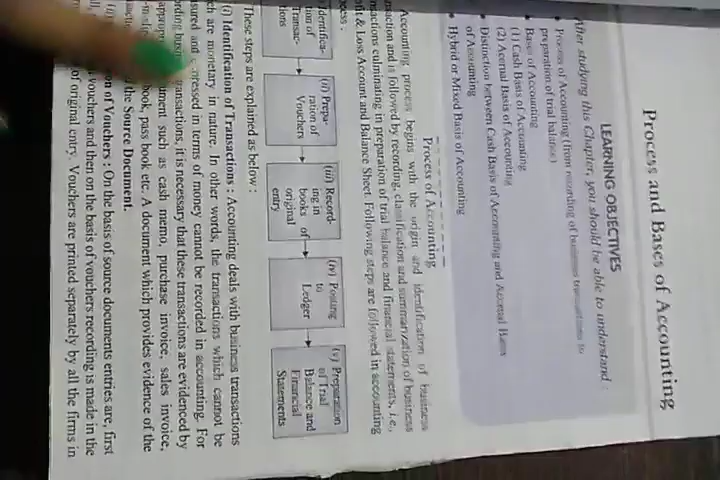 Process and Bases of Accounting
LEARNING OBJECTIVES
After studying this Chapter, you should be able to understand :
Process of Accounting (from recording of business transactions to
preparation of trial balance)
Bases of Accounting
(1) Cash Basis of Accounting
(2) Accrual Basis of Accounting
Distinction between Cash Basis of Accounting and Accrual Basis
of Accounting
Hybrid or Mixed Basis of Accounting
Process of Accounting
Accounting process begins with the origin and identification of business
and is followed by recording, classification and summarization of business
culminating in preparation of trial balance and financial statements, i.e.,
& Loss Account and Balance Sheet. Following steps are followed in accounting
(ii) Prepa-
ration of
Vouchers
(iii) Record-
ing in
books of
original
entry
(iv) Posting
to
Ledger
(v) Preparation
of Trial
Balance and
Financial
Statements
These steps are explained as below :
(i) Identification of Transactions : Accounting deals with business transactions
which are monetary in nature. In other words, the transactions which cannot be
and expressed in terms of money cannot be recorded in accounting. For
transactions, it is necessary that these transactions are evidenced by
such as cash memo, purchase invoice, sales invoice,
book, pass book etc. A document which provides evidence of the
the Source Document.
of Vouchers : On the basis of source documents entries are, first
vouchers and then on the basis of vouchers recording is made in the
of original entry. Vouchers are printed separately by all the firms in